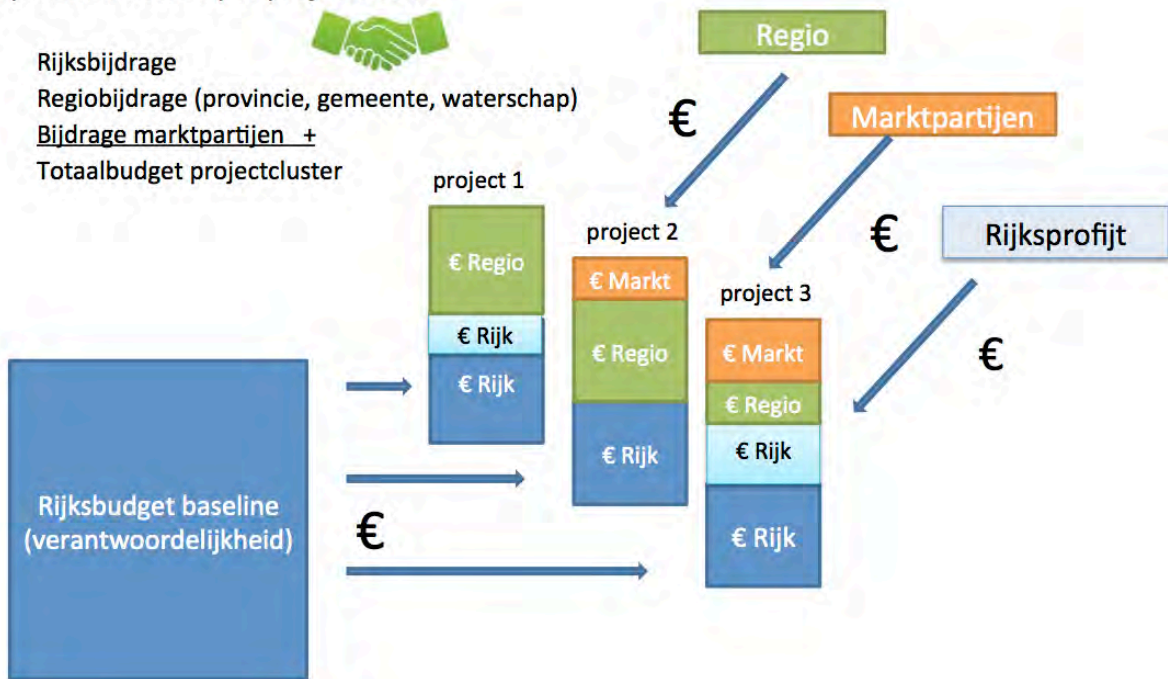 Rijksbijdrage
Regiobijdrage (provincie, gemeente, waterschap)
Bijdrage marktpartijen +
Totaalbudget projectcluster
Regio
€
Marktpartijen
€
Rijksprofijt
€
project 1
€ Regio
€ Rijk
€ Rijk
project 2
€ Markt
€ Regio
€ Rijk
project 3
€ Markt
€ Regio
€ Rijk
€ Rijk
Rijksbudget baseline
(verantwoordelijkheid)
€